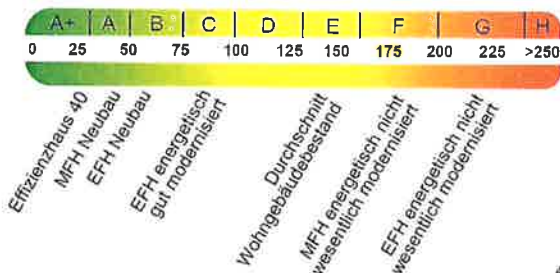 A+ A B C D E F G H
0 25 50 75 100 125 150 175 200 225 >250
Effizienzhaus 40
MFH Neubau
EFH Neubau
EFH energetisch
gut modernisiert
Durchschnitt
Wohngebäudebestand
MFH energetisch nicht
wesentlich modernisiert
EFH energetisch nicht
wesentlich modernisiert